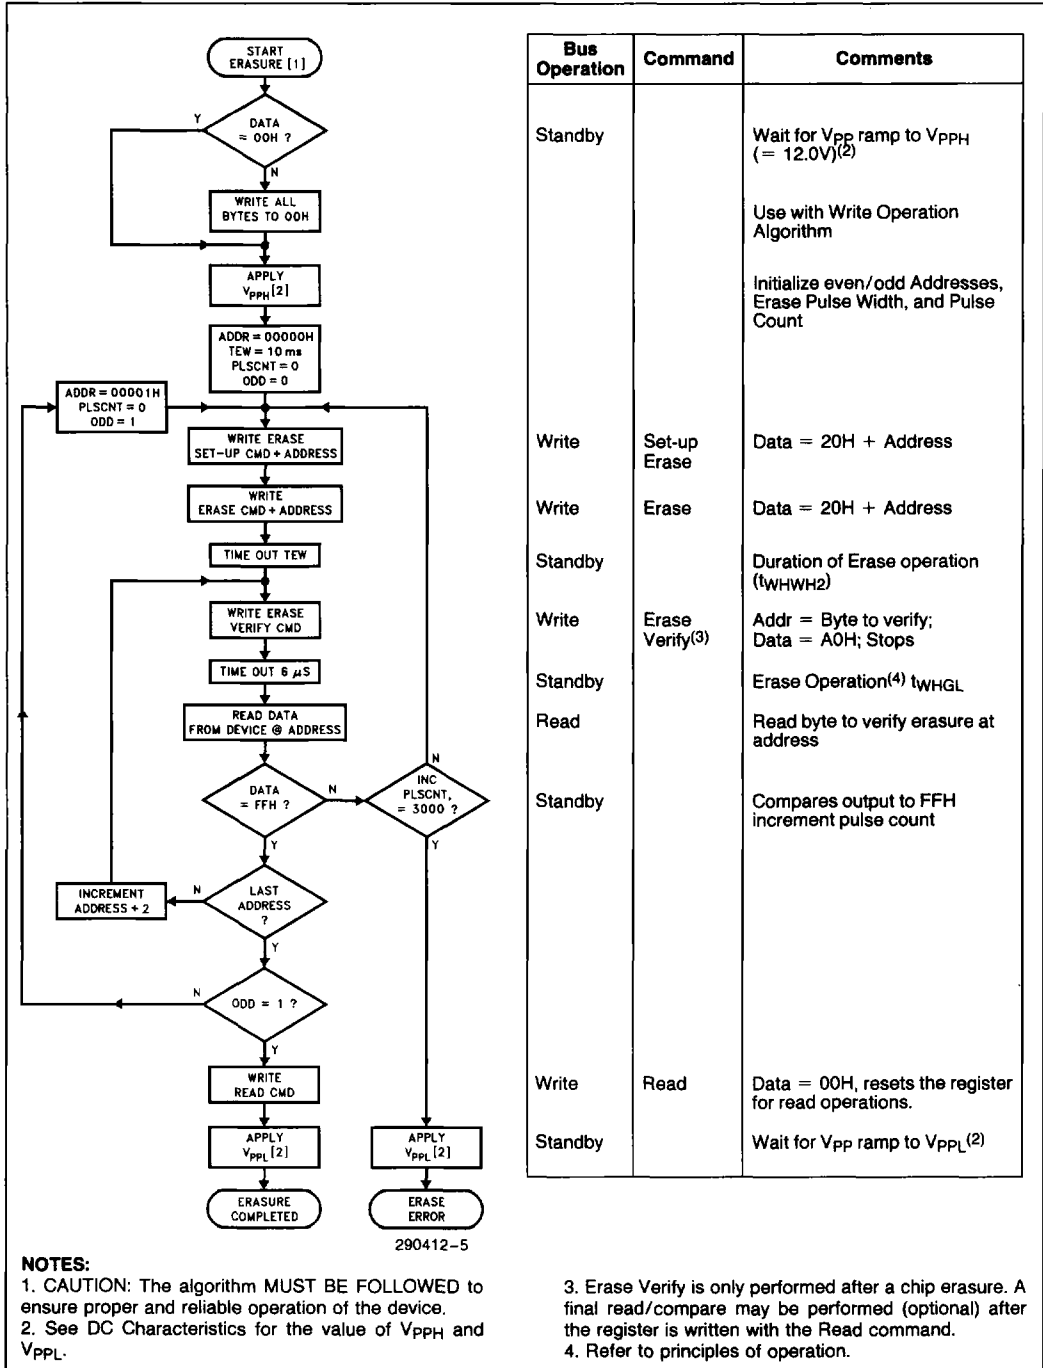 START
ERASURE [1]
Y
DATA
= 00H ?
N
WRITE ALL
BYTES TO 00H
APPLY
VPPH[2]
ADDR = 00000H
TEW = 10 ms
PLSCNT = 0
ODD = 0
ADDR = 00001H
PLSCNT = 0
ODD = 1
WRITE ERASE
SET-UP CMD + ADDRESS
WRITE
ERASE CMD + ADDRESS
TIME OUT TEW
WRITE ERASE
VERIFY CMD
TIME OUT 6 µS
READ DATA
FROM DEVICE @ ADDRESS
DATA
= FFH ?
N
Y
N
INC
PLSCNT,
= 3000 ?
Y
INCREMENT
ADDRESS + 2
N
LAST
ADDRESS
?
Y
N
ODD = 1 ?
Y
WRITE
READ CMD
APPLY
VPPL[2]
APPLY
VPPL[2]
ERASURE
COMPLETED
ERASE
ERROR
290412-5
Bus
Operation
Command
Comments
Standby
Wait for VPP ramp to VPPH
(= 12.0V)(2)
Use with Write Operation
Algorithm
Initialize even/odd Addresses,
Erase Pulse Width, and Pulse
Count
Write
Set-up
Erase
Data = 20H + Address
Write
Erase
Data = 20H + Address
Standby
Duration of Erase operation
(tWHWH2)
Write
Erase
Verify(3)
Addr = Byte to verify;
Data = A0H; Stops
Standby
Erase Operation(4) tWHGL
Read
Read byte to verify erasure at
address
Standby
Compares output to FFH
increment pulse count
Write
Read
Data = 00H, resets the register
for read operations.
Standby
Wait for VPP ramp to VPPL(2)
NOTES:
1. CAUTION: The algorithm MUST BE FOLLOWED to
ensure proper and reliable operation of the device.
2. See DC Characteristics for the value of VPPH and
VPPL.
3. Erase Verify is only performed after a chip erasure. A
final read/compare may be performed (optional) after
the register is written with the Read command.
4. Refer to principles of operation.